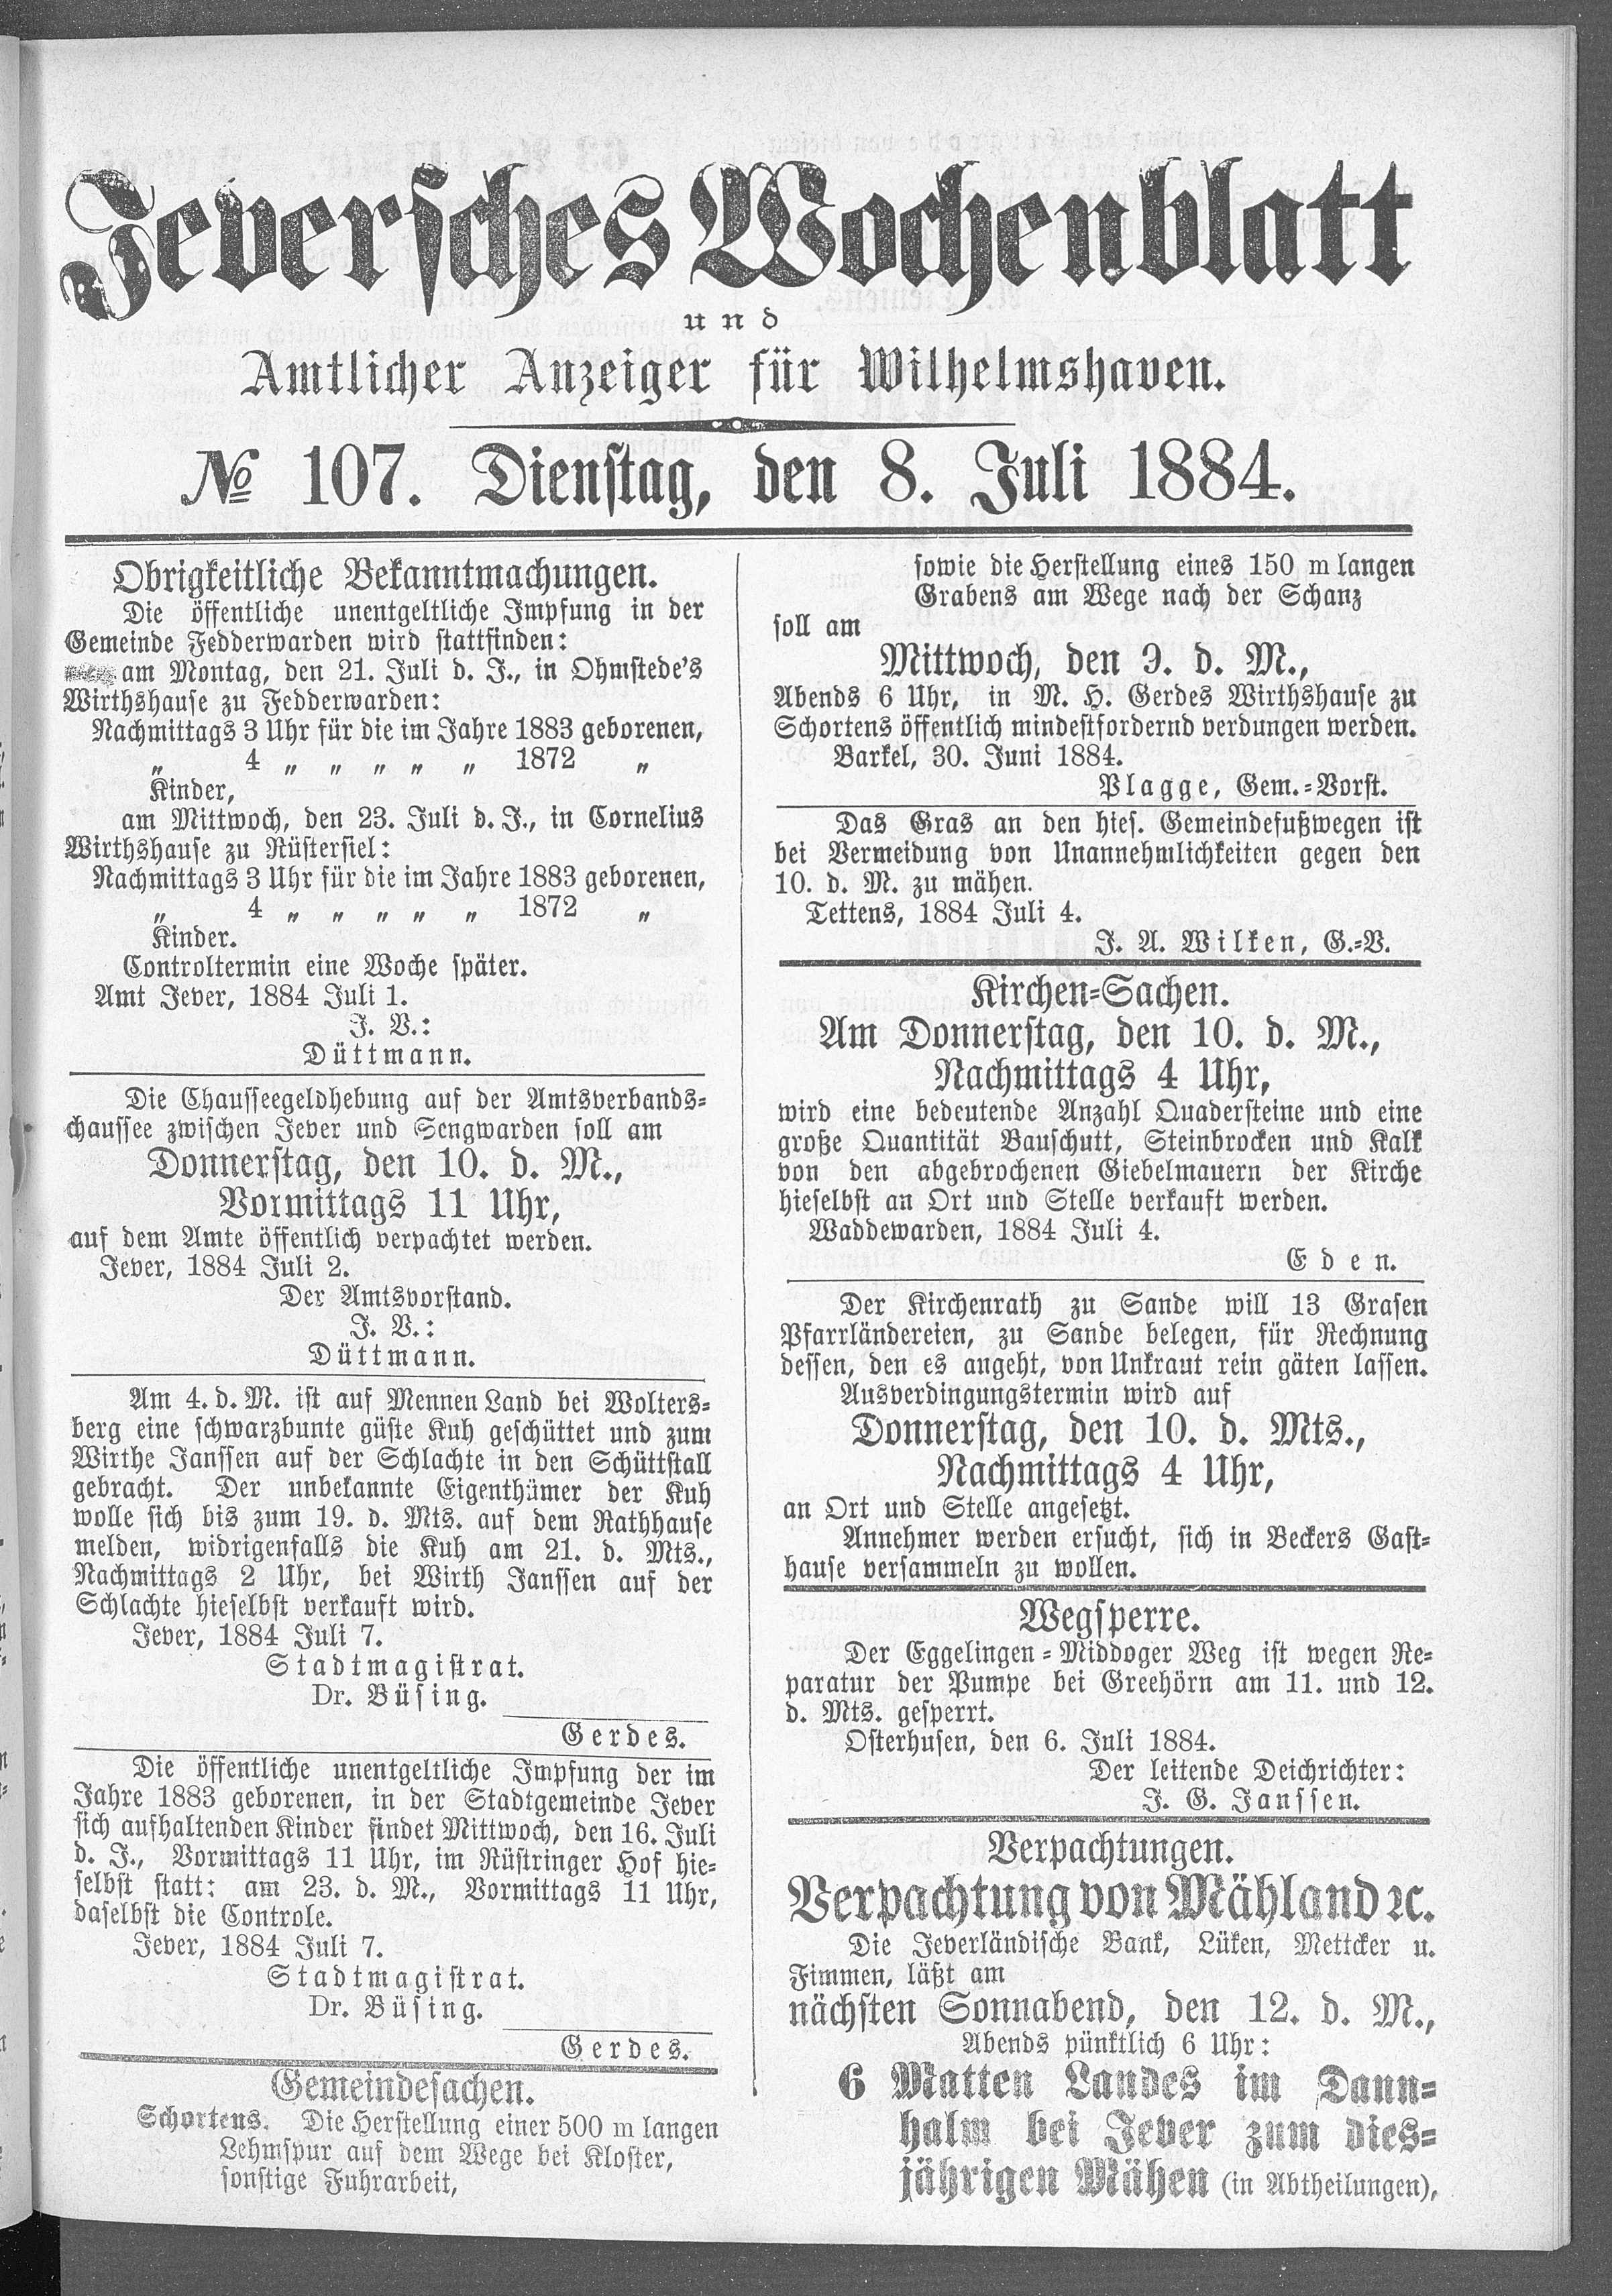 Jeversches Wochenblatt
und
Amtlicher Anzeiger für Wilhelmshaven.
№ 107. Dienstag, den 8. Juli 1884.
Obrigkeitliche Bekanntmachungen.
Die öffentliche unentgeltliche Impfung in der
Gemeinde Fedderwarden wird stattfinden:
am Montag, den 21. Juli d. J., in Ohmstede's
Wirthshause zu Fedderwarden:
Nachmittags 3 Uhr für die im Jahre 1883 geborenen,
„ 4 „ „ „ „ „ 1872 „
Kinder,
am Mittwoch, den 23. Juli d. J., in Cornelius
Wirthshause zu Rüstersiel:
Nachmittags 3 Uhr für die im Jahre 1883 geborenen,
„ 4 „ „ „ „ „ 1872 „
Kinder.
Controltermin eine Woche später.
Amt Jever, 1884 Juli 1.
J. V.:
Düttmann.
Die Chausseegeldhebung auf der Amtsverbands-
chaussee zwischen Jever und Sengwarden soll am
Donnerstag, den 10. d. M.,
Vormittags 11 Uhr,
auf dem Amte öffentlich verpachtet werden.
Jever, 1884 Juli 2.
Der Amtsvorstand.
J. V.:
Düttmann.
Am 4. d. M. ist auf Mennen Land bei Wolters-
berg eine schwarzbunte güste Kuh geschüttet und zum
Wirthe Janssen auf der Schlachte in den Schüttstall
gebracht. Der unbekannte Eigenthümer der Kuh
wolle sich bis zum 19. d. Mts. auf dem Rathhause
melden, widrigenfalls die Kuh am 21. d. Mts.,
Nachmittags 2 Uhr, bei Wirth Janssen auf der
Schlachte hieselbst verkauft wird.
Jever, 1884 Juli 7.
Stadtmagistrat.
Dr. Büsing.
Gerdes.
Die öffentliche unentgeltliche Impfung der im
Jahre 1883 geborenen, in der Stadtgemeinde Jever
sich aufhaltenden Kinder findet Mittwoch, den 16. Juli
d. J., Vormittags 11 Uhr, im Rüstringer Hof hie-
selbst statt: am 23. d. M., Vormittags 11 Uhr,
daselbst die Controle.
Jever, 1884 Juli 7.
Stadtmagistrat.
Dr. Büsing.
Gerdes.
Gemeindesachen.
Schortens. Die Herstellung einer 500 m langen
Lehmspur auf dem Wege bei Kloster,
sonstige Fuhrarbeit,
sowie die Herstellung eines 150 m langen
Grabens am Wege nach der Schanz
soll am
Mittwoch, den 9. d. M.,
Abends 6 Uhr, in M. H. Gerdes Wirthshause zu
Schortens öffentlich mindestfordernd verdungen werden.
Barkel, 30. Juni 1884.
Plagge, Gem.-Vorst.
Das Gras an den hies. Gemeindefußwegen ist
bei Vermeidung von Unannehmlichkeiten gegen den
10. d. M. zu mähen.
Tettens, 1884 Juli 4.
J. A. Wilken, G.-V.
Kirchen-Sachen.
Am Donnerstag, den 10. d. M.,
Nachmittags 4 Uhr,
wird eine bedeutende Anzahl Quadersteine und eine
große Quantität Bauschutt, Steinbrocken und Kalk
von den abgebrochenen Giebelmauern der Kirche
hieselbst an Ort und Stelle verkauft werden.
Waddewarden, 1884 Juli 4.
Eden.
Der Kirchenrath zu Sande will 13 Grasen
Pfarrländereien, zu Sande belegen, für Rechnung
dessen, den es angeht, von Unkraut rein gäten lassen.
Ausverdingungstermin wird auf
Donnerstag, den 10. d. Mts.,
Nachmittags 4 Uhr,
an Ort und Stelle angesetzt.
Annehmer werden ersucht, sich in Beckers Gast-
hause versammeln zu wollen.
Wegsperre.
Der Eggelingen-Middoger Weg ist wegen Re-
paratur der Pumpe bei Greehörn am 11. und 12.
d. Mts. gesperrt.
Osterhusen, den 6. Juli 1884.
Der leitende Deichrichter:
J. G. Janssen.
Verpachtungen.
Verpachtung von Mähland ꝛc.
Die Jeverländische Bank, Lüken, Mettcker u.
Fimmen, läßt am
nächsten Sonnabend, den 12. d. M.,
Abends pünktlich 6 Uhr:
6 Matten Landes im Dann-
halm bei Jever zum dies-
jährigen Mähen (in Abtheilungen),